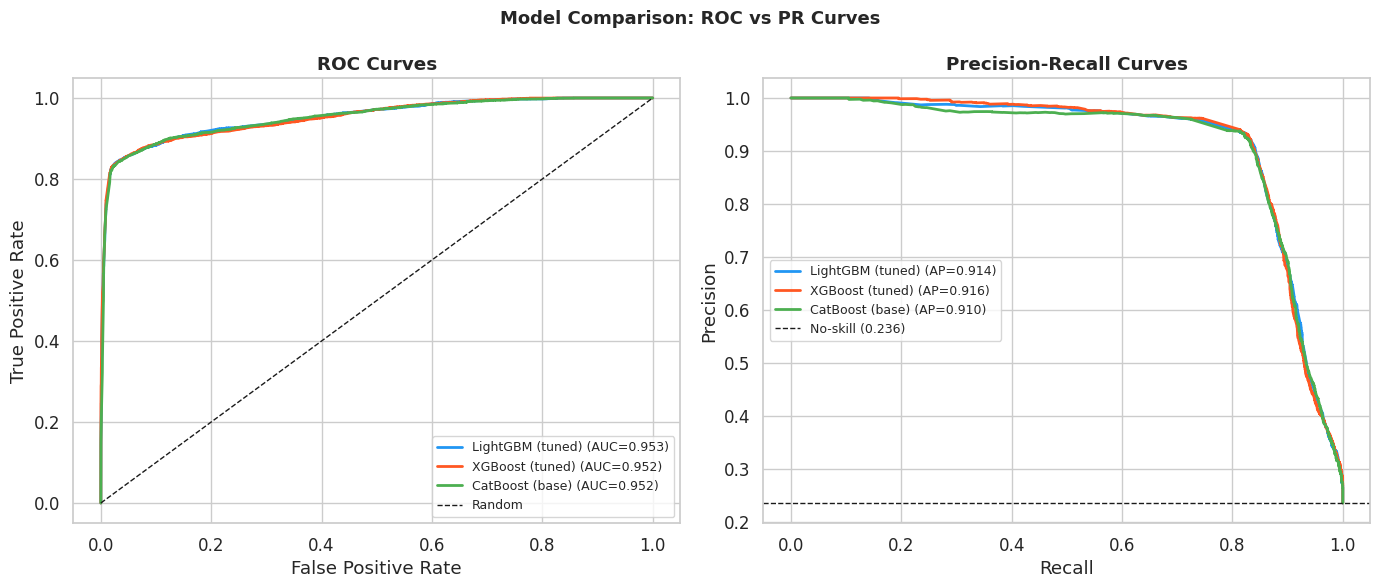 Model Comparison: ROC vs PR Curves
ROC Curves
True Positive Rate
1.0
0.8
0.6
0.4
0.2
0.0
LightGBM (tuned) (AUC=0.953)
XGBoost (tuned) (AUC=0.952)
CatBoost (base) (AUC=0.952)
Random
0.0 0.2 0.4 0.6 0.8 1.0
False Positive Rate
Precision-Recall Curves
Precision
1.0
0.9
0.8
0.7
0.6
0.5
0.4
0.3
0.2
LightGBM (tuned) (AP=0.914)
XGBoost (tuned) (AP=0.916)
CatBoost (base) (AP=0.910)
No-skill (0.236)
0.0 0.2 0.4 0.6 0.8 1.0
Recall